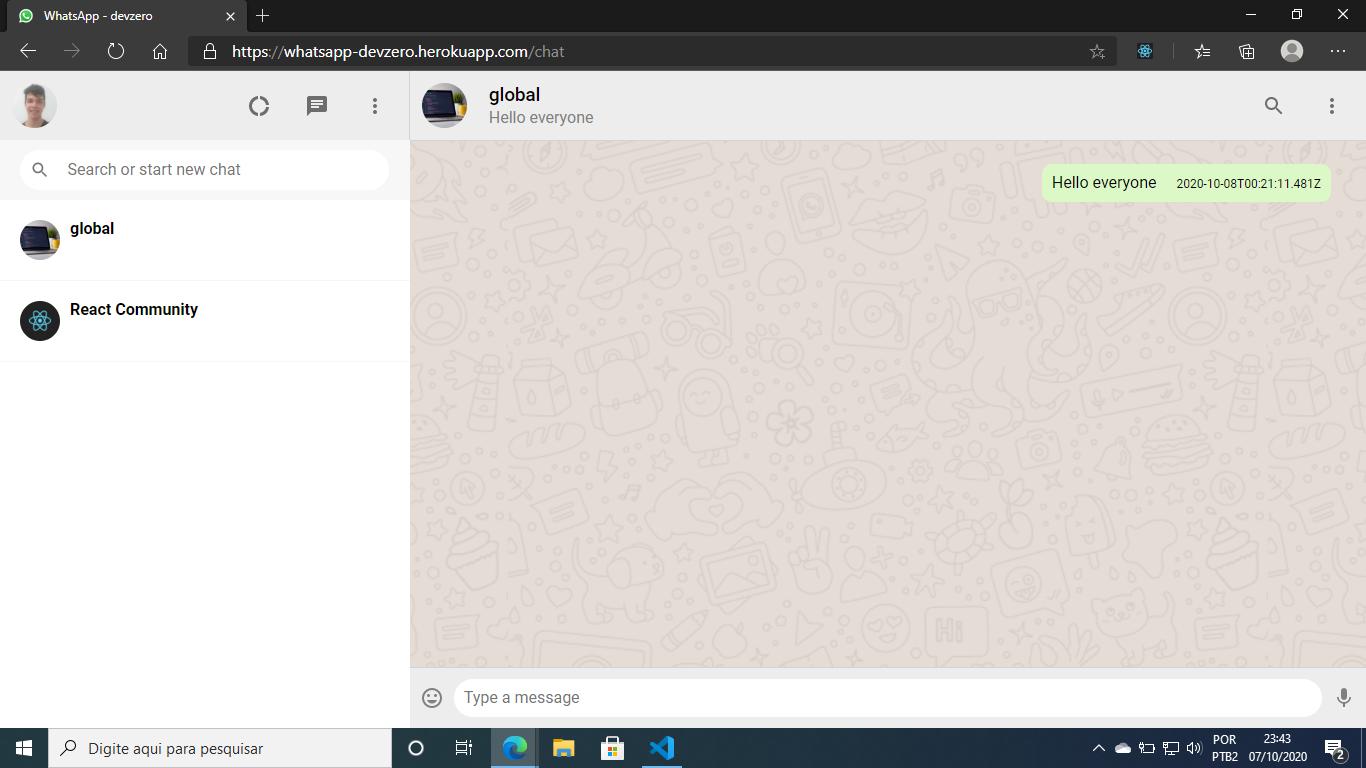 WhatsApp - devzero
https://whatsapp-devzero.herokuapp.com/chat
global
Hello everyone
Search or start new chat
Hello everyone 2020-10-08T00:21:11.481Z
global
React Community
Hi
Type a message
Digite aqui para pesquisar
POR
PTB2
23:43
07/10/2020
2